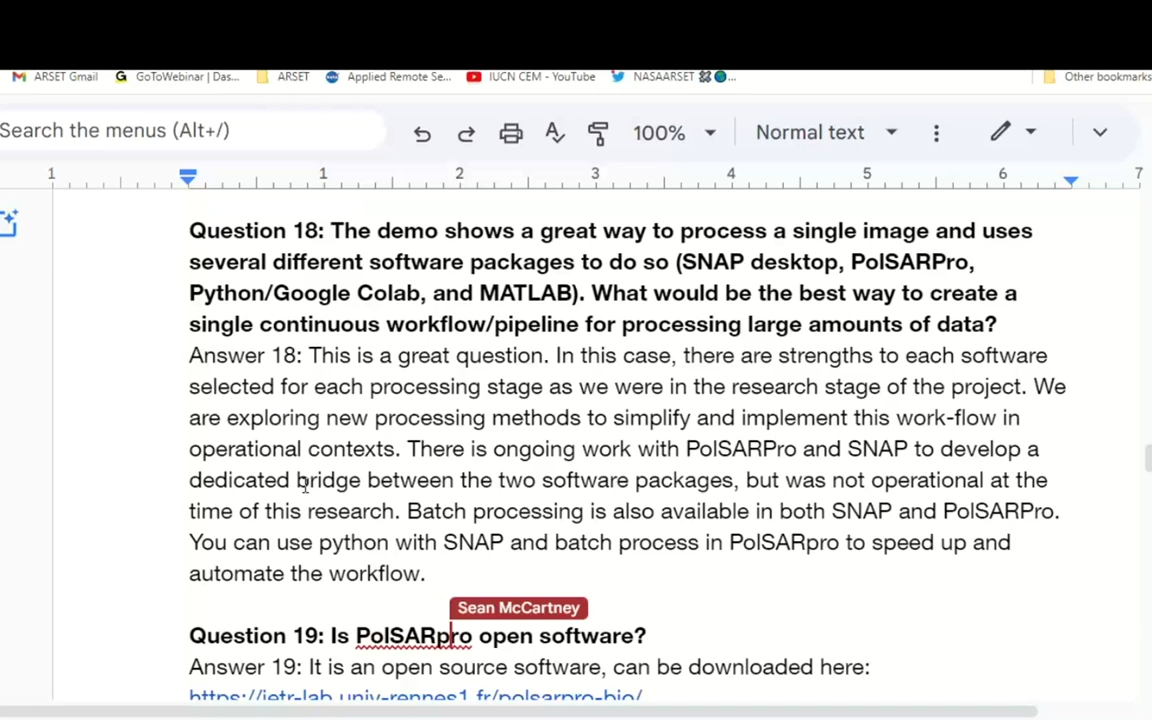 ARSET Gmail GoToWebinar | Das... ARSET Applied Remote Se... IUCN CEM - YouTube NASAARSET 🛰🌎... Other bookmarks
Search the menus (Alt+/) 100% Normal text
1 1 2 3 4 5 6 7
Question 18: The demo shows a great way to process a single image and uses
several different software packages to do so (SNAP desktop, PolSARPro,
Python/Google Colab, and MATLAB). What would be the best way to create a
single continuous workflow/pipeline for processing large amounts of data?
Answer 18: This is a great question. In this case, there are strengths to each software
selected for each processing stage as we were in the research stage of the project. We
are exploring new processing methods to simplify and implement this work-flow in
operational contexts. There is ongoing work with PolSARPro and SNAP to develop a
dedicated bridge between the two software packages, but was not operational at the
time of this research. Batch processing is also available in both SNAP and PolSARPro.
You can use python with SNAP and batch process in PolSARpro to speed up and
automate the workflow.
Sean McCartney
Question 19: Is PolSARpro open software?
Answer 19: It is an open source software, can be downloaded here:
https://ietr-lab.univ-rennes1.fr/polsarpro-bio/